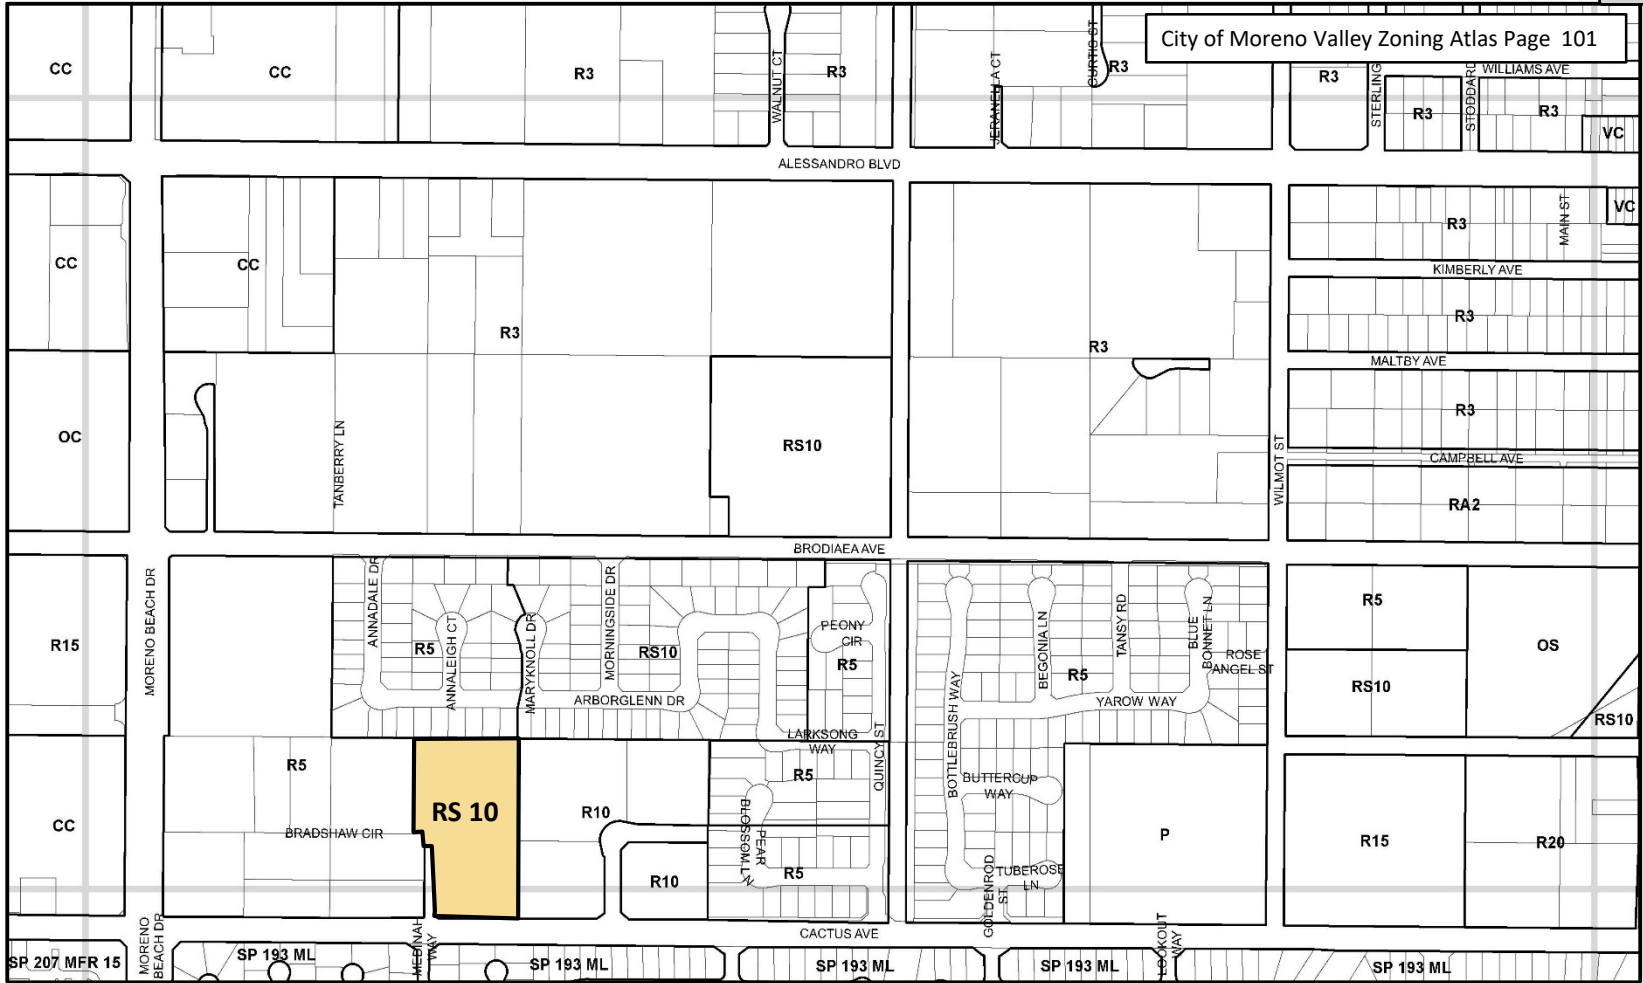 City of Moreno Valley Zoning Atlas Page 101
CC
CC
R3
WALNUT CT
R3
JERANELLA CT
CURTIS ST
R3
R3
STERLING
WILLIAMS AVE
R3
STODDARD
R3
VC
ALESSANDRO BLVD
CC
CC
R3
R3
R3
MAIN ST
VC
KIMBERLY AVE
R3
MALTBY AVE
R3
OC
TANBERRY LN
RS10
WILMOT ST
CAMPBELL AVE
RA2
BRODIAEA AVE
R15
MORENO BEACH DR
ANNADALE DR
R5
ANNALEIGH CT
MARYKNOLL DR
MORNINGSIDE DR
RS10
ARBORGLENN DR
PEONY
CIR
R5
LARKSONG
WAY
QUINCY ST
BOTTLEBRUSH WAY
BEGONIA LN
R5
TANSY RD
BLUE
BONNET LN
ROSE
ANGEL ST
YAROW WAY
R5
RS10
OS
RS10
CC
R5
BRADSHAW CIR
RS 10
R10
R10
R5
PEAR
BLOSSOM LN
R5
BUTTERCUP
WAY
TUBEROSE
LN
GOLDENROD
ST
P
R15
R20
CACTUS AVE
MORENO
BEACH DR
MEDINAH
WAY
LOOKOUT
WAY
SP 207 MFR 15
SP 193 ML
SP 193 ML
SP 193 ML
SP 193 ML
SP 193 ML